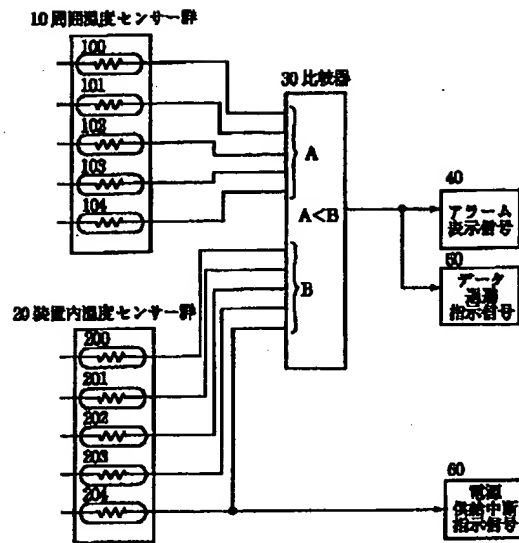 10 周囲温度センサー群
100
101
102
103
104
30 比較器
A
A<B
B
40
アラーム
表示信号
50
データ
退避
指示信号
20 装置内温度センサー群
200
201
202
203
204
60
電源
供給中断
指示信号